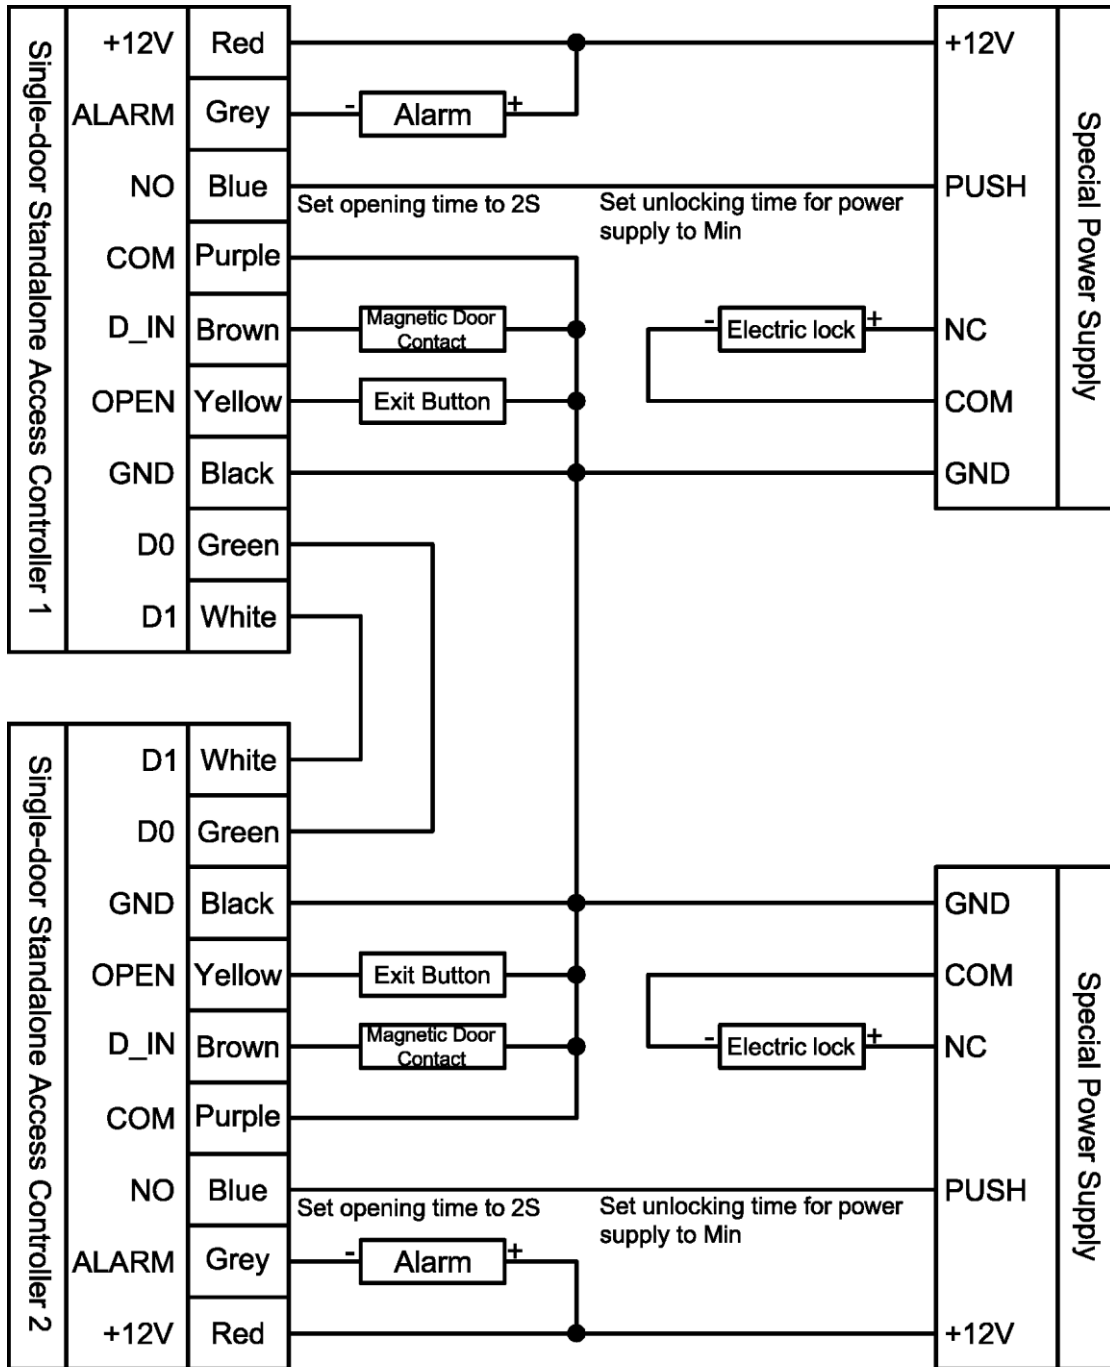 Single-door Standalone Access Controller 1
+12V Red +12V
ALARM Grey - Alarm +
NO Blue PUSH
Set opening time to 2S Set unlocking time for power
supply to Min
COM Purple
D_IN Brown Magnetic Door
Contact - Electric lock + NC
OPEN Yellow Exit Button COM
GND Black GND
D0 Green
D1 White
Special Power Supply
Single-door Standalone Access Controller 2
D1 White
D0 Green
GND Black GND
OPEN Yellow Exit Button COM
D_IN Brown Magnetic Door
Contact - Electric lock + NC
COM Purple
NO Blue PUSH
Set opening time to 2S Set unlocking time for power
supply to Min
ALARM Grey - Alarm +
+12V Red +12V
Special Power Supply